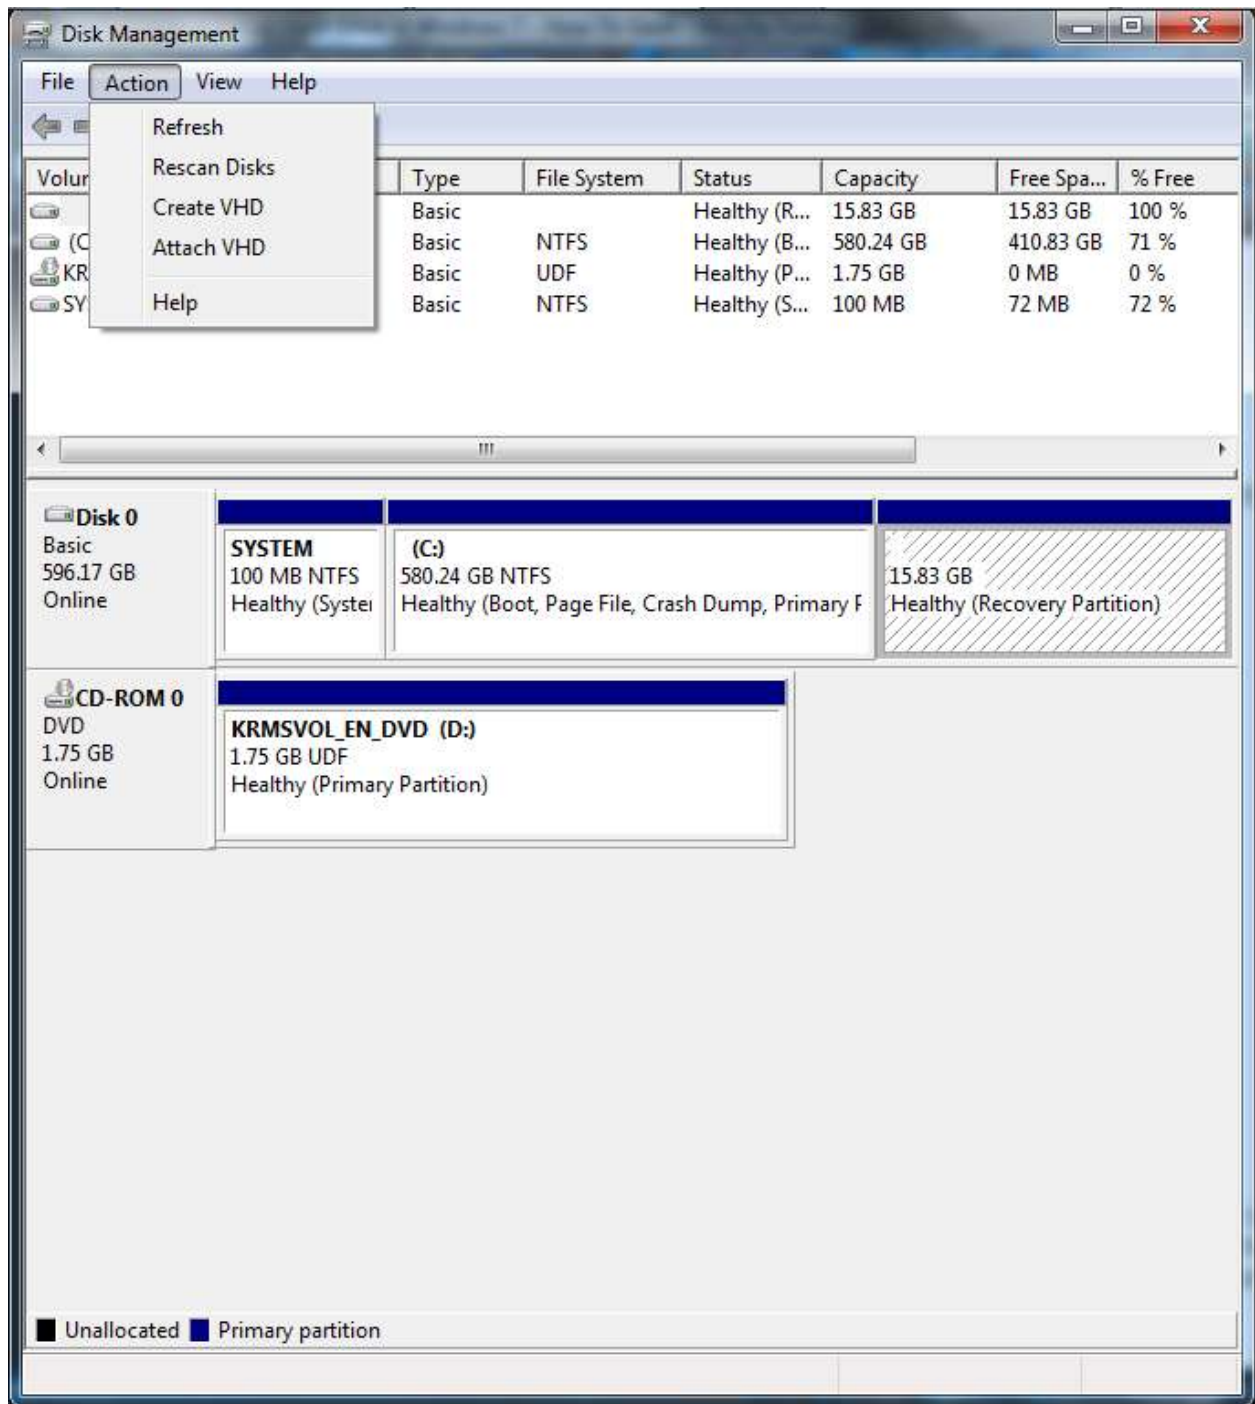 Disk Management
File Action View Help
Refresh
Rescan Disks
Create VHD
Attach VHD
Help
Volur Type File System Status Capacity Free Spa... % Free
Basic Healthy (R... 15.83 GB 15.83 GB 100 %
(C Basic NTFS Healthy (B... 580.24 GB 410.83 GB 71 %
KR Basic UDF Healthy (P... 1.75 GB 0 MB 0 %
SY Basic NTFS Healthy (S... 100 MB 72 MB 72 %
Disk 0
Basic
596.17 GB
Online
SYSTEM
100 MB NTFS
Healthy (Syster
(C:)
580.24 GB NTFS
Healthy (Boot, Page File, Crash Dump, Primary P
15.83 GB
Healthy (Recovery Partition)
CD-ROM 0
DVD
1.75 GB
Online
KRMSVOL_EN_DVD (D:)
1.75 GB UDF
Healthy (Primary Partition)
Unallocated Primary partition